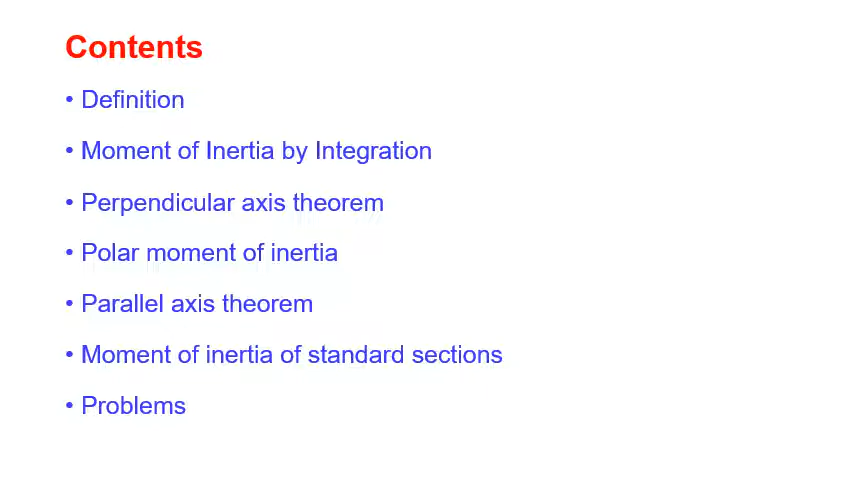 Contents
• Definition
• Moment of Inertia by Integration
• Perpendicular axis theorem
• Polar moment of inertia
• Parallel axis theorem
• Moment of inertia of standard sections
• Problems